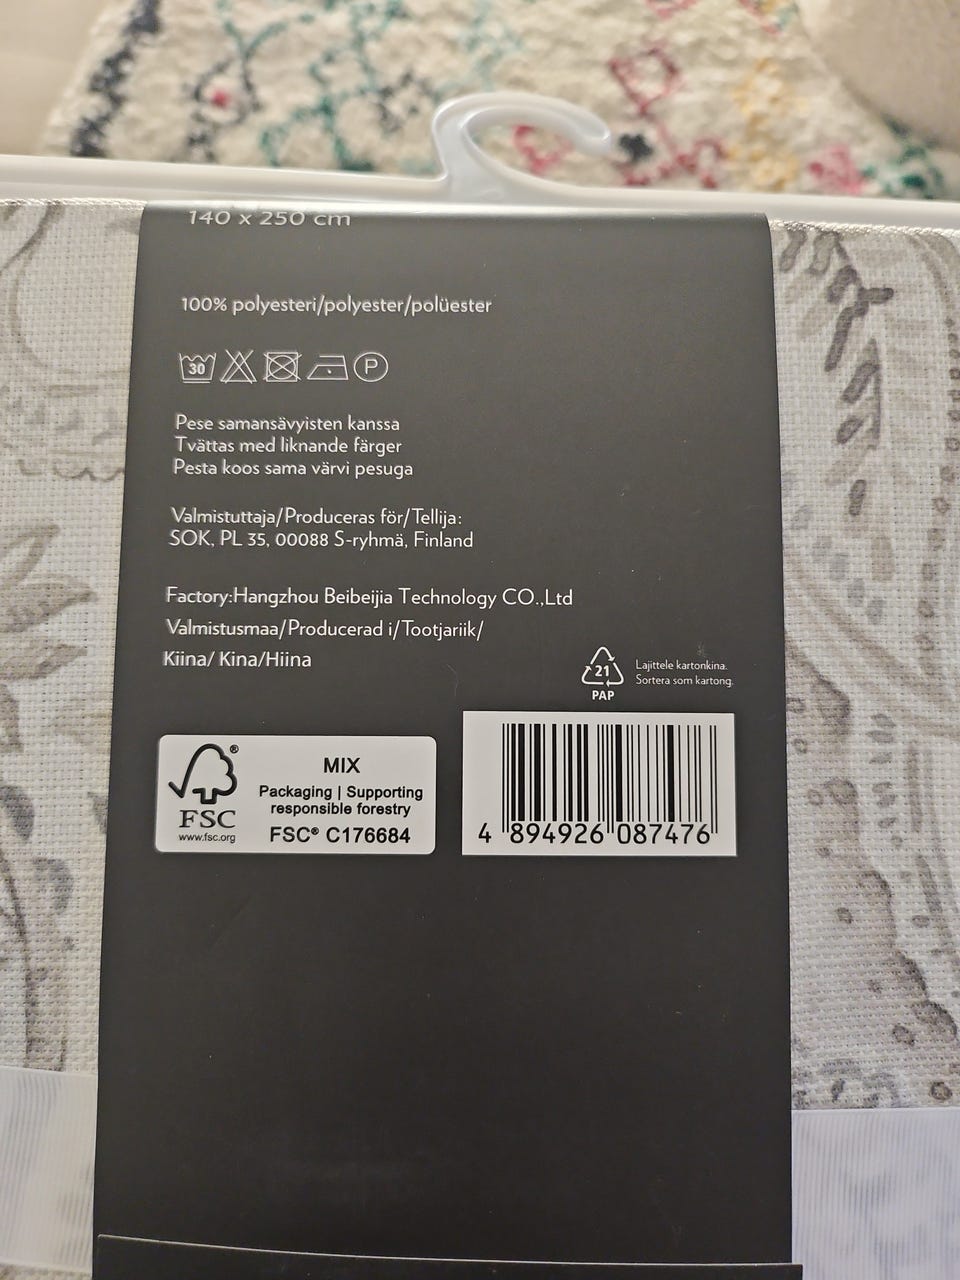 140 x 250 cm
100% polyesteri/polyester/polüester
30
P
Pese samansävyisten kanssa
Tvättas med liknande färger
Pesta koos sama värvi pesuga
Valmistuttaja/Produceras för/Tellija:
SOK, PL 35, 00088 S-ryhmä, Finland
Factory:Hangzhou Beibeijia Technology CO.,Ltd
Valmistusmaa/Producerad i/Tootjariik/
Kiina/ Kina/Hiina
21
PAP
Lajittele kartonkina.
Sortera som kartong.
FSC®
www.fsc.org
MIX
Packaging | Supporting
responsible forestry
FSC® C176684
4 894926 087476